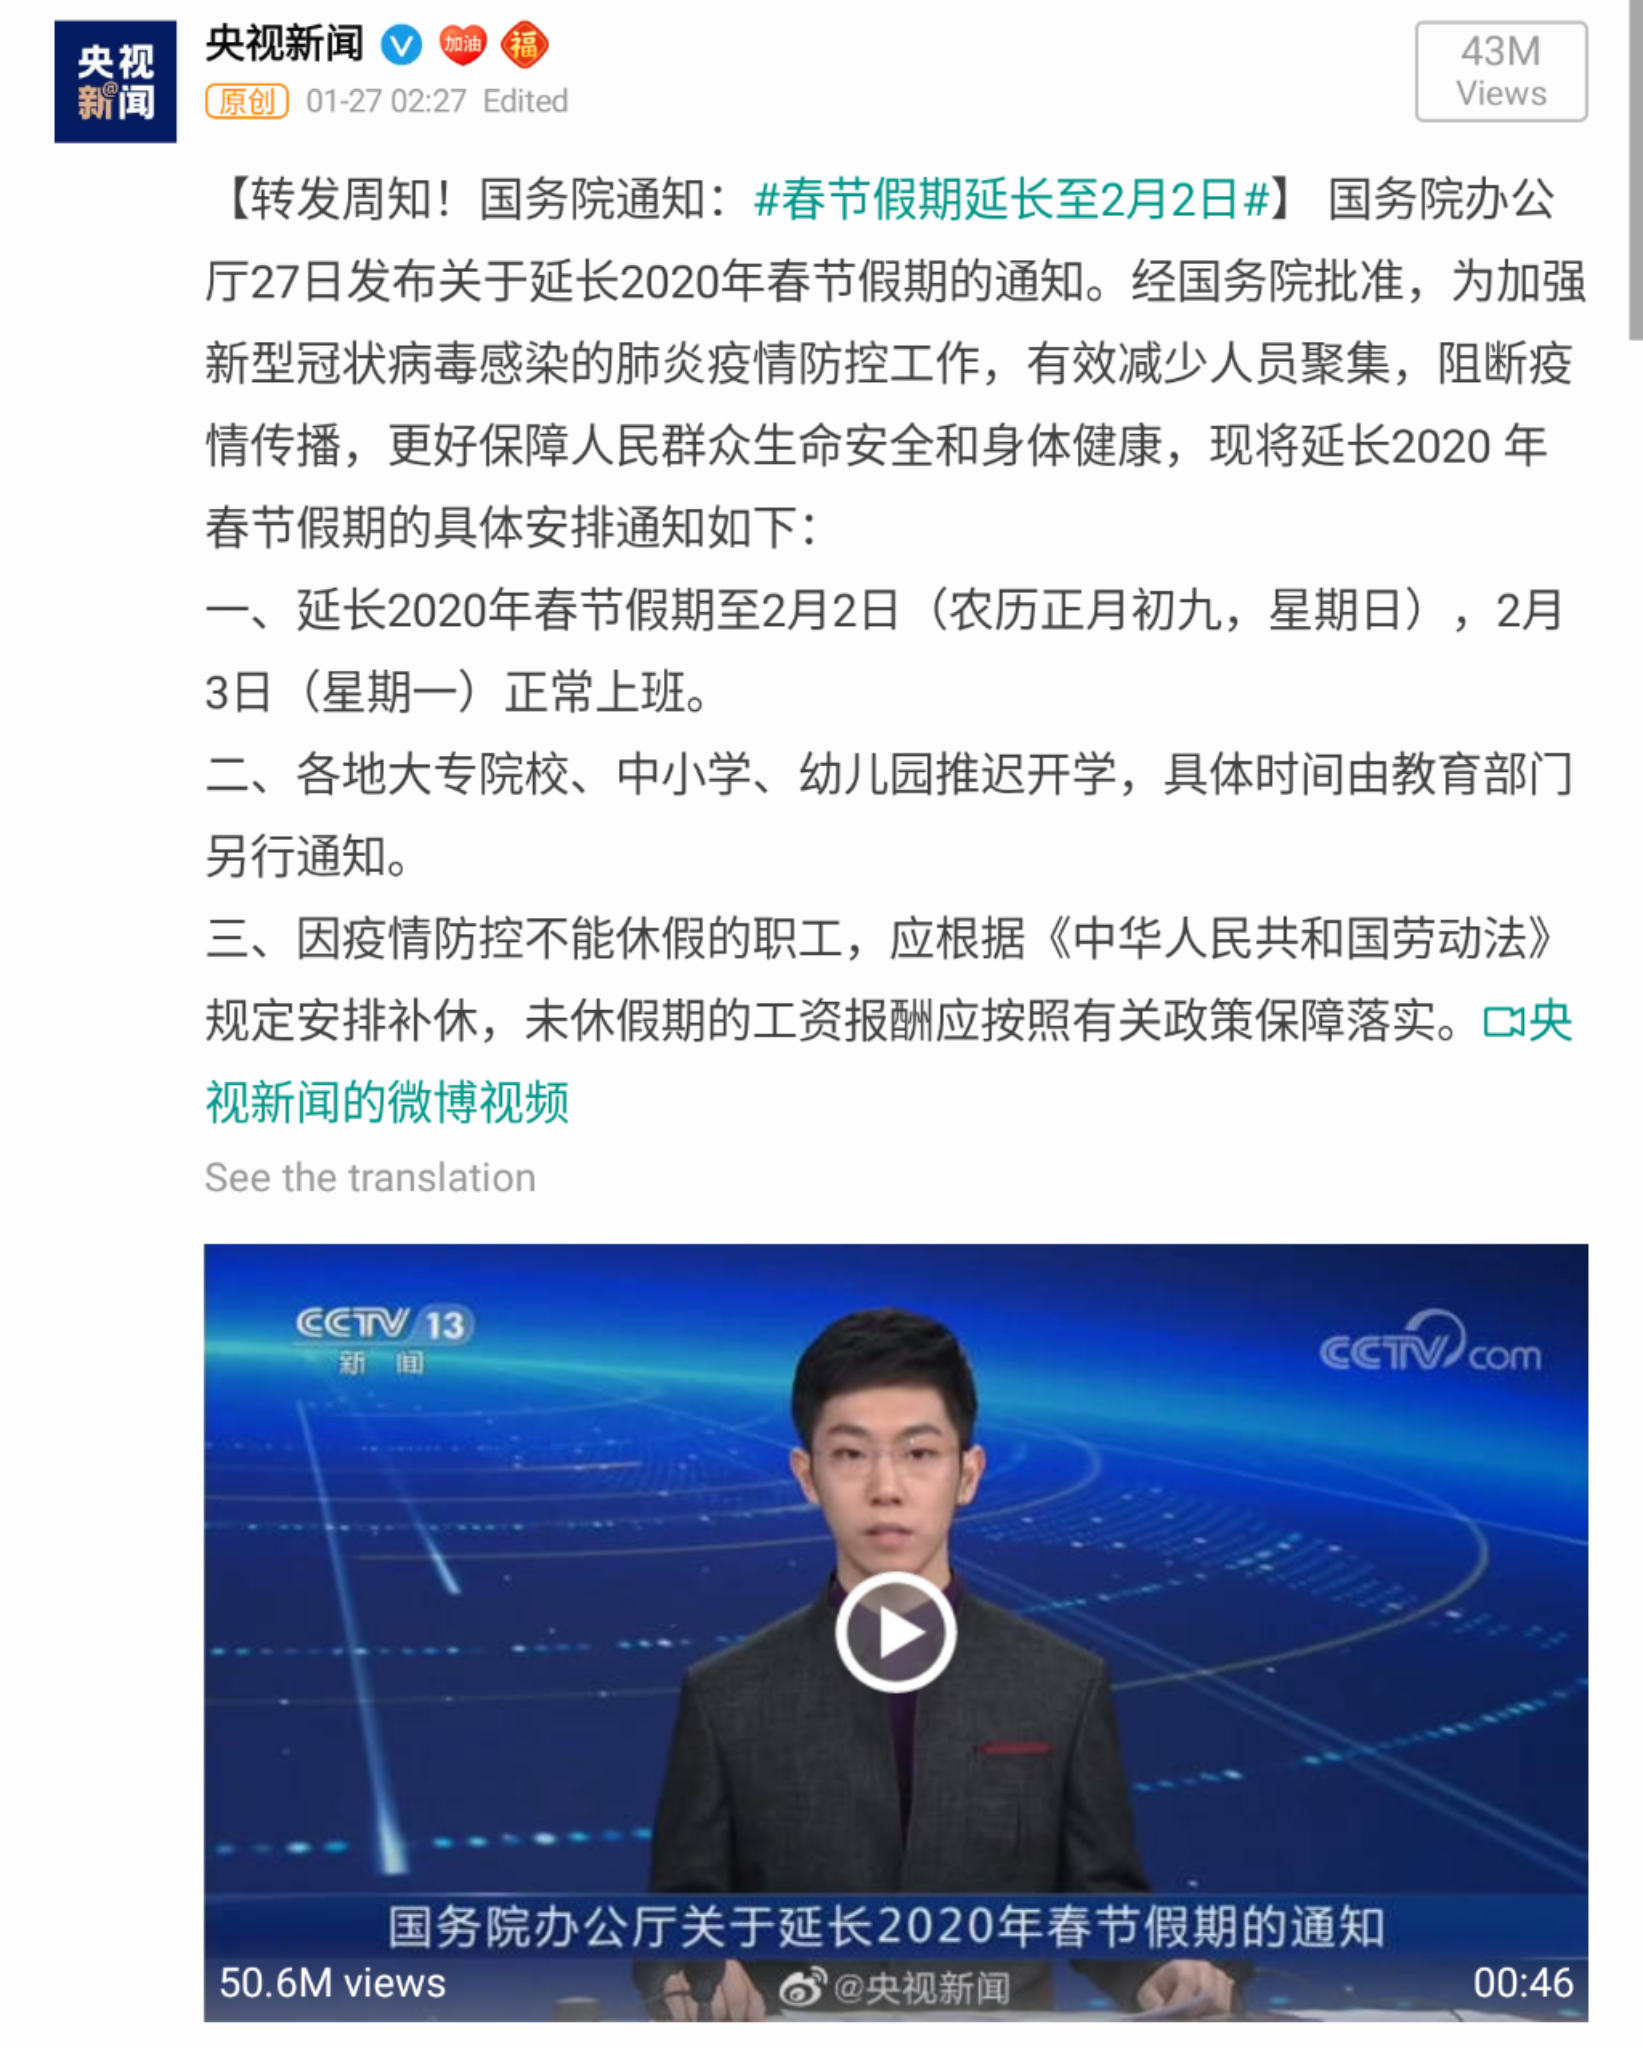 央视
新@闻
央视新闻 V 加油 福
原创 01-27 02:27 Edited
43M
Views
【转发周知！国务院通知：#春节假期延长至2月2日#】 国务院办公
厅27日发布关于延长2020年春节假期的通知。经国务院批准，为加强
新型冠状病毒感染的肺炎疫情防控工作，有效减少人员聚集，阻断疫
情传播，更好保障人民群众生命安全和身体健康，现将延长2020 年
春节假期的具体安排通知如下：
一、延长2020年春节假期至2月2日（农历正月初九，星期日），2月
3日（星期一）正常上班。
二、各地大专院校、中小学、幼儿园推迟开学，具体时间由教育部门
另行通知。
三、因疫情防控不能休假的职工，应根据《中华人民共和国劳动法》
规定安排补休，未休假期的工资报酬应按照有关政策保障落实。央
视新闻的微博视频
See the translation
CCTV 13
新 闻
CCTV com
国务院办公厅关于延长2020年春节假期的通知
50.6M views
@央视新闻
00:46